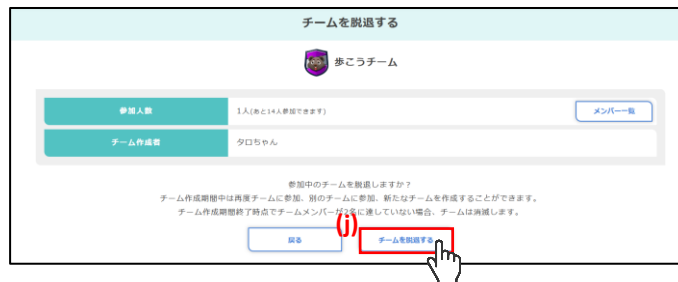 チームを脱退する
歩こうチーム
参加人数 1人(あと14人参加できます) メンバー一覧
チーム作成者 タロちゃん
参加中のチームを脱退しますか？
チーム作成期間中は再度チームに参加、別のチームに参加、新たなチームを作成することができます。
チーム作成期間終了時点でチームメンバーが2名に達していない場合、チームは消滅します。
(j)
戻る チームを脱退する